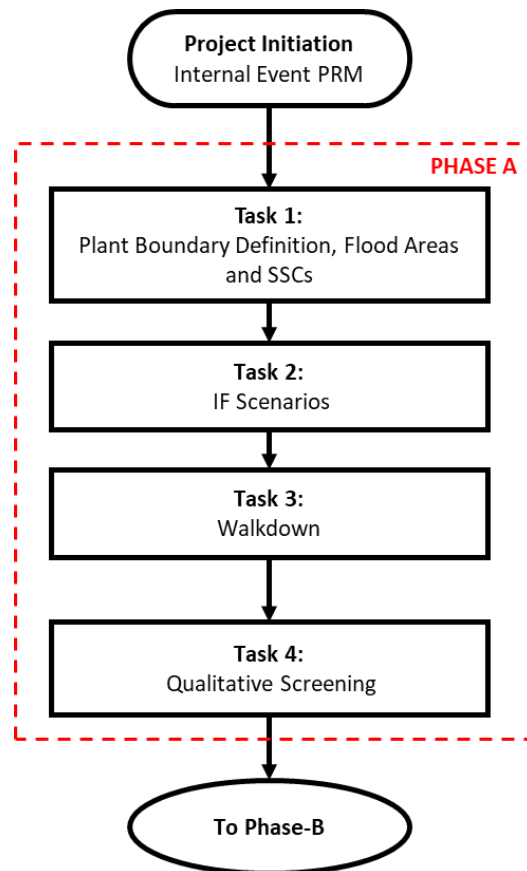 Project Initiation
Internal Event PRM
PHASE A
Task 1:
Plant Boundary Definition, Flood Areas
and SSCs
Task 2:
IF Scenarios
Task 3:
Walkdown
Task 4:
Qualitative Screening
To Phase-B